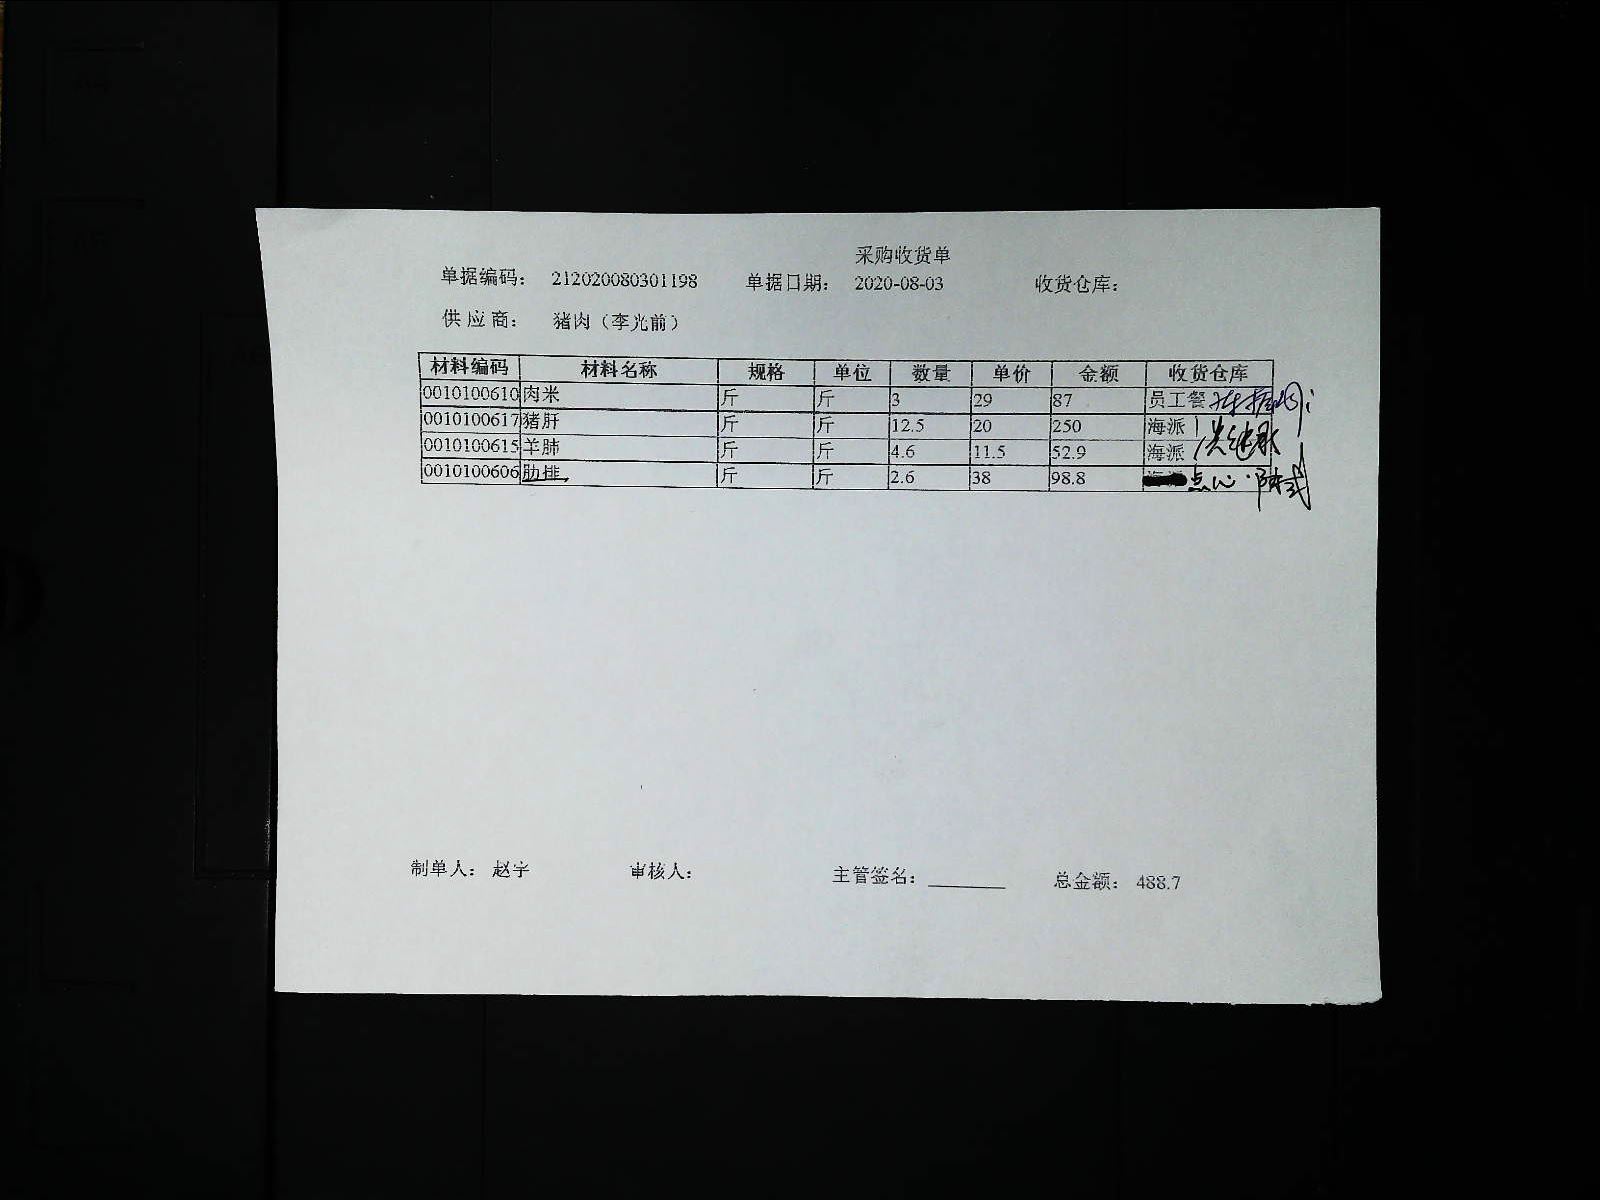 采购收货单
单据编码： 212020080301198 单据日期： 2020-08-03 收货仓库：
供应商： 猪肉（李光前）
材料编码 材料名称 规格 单位 数量 单价 金额 收货仓库
0010100610 肉米 斤 斤 3 29 87 员工餐
0010100617 猪肝 斤 斤 12.5 20 250 海派
0010100615 羊肺 斤 斤 4.6 11.5 52.9 海派
0010100606 肋排 斤 斤 2.6 38 98.8 点心
制单人： 赵宇 审核人： 主管签名： 总金额： 488.7